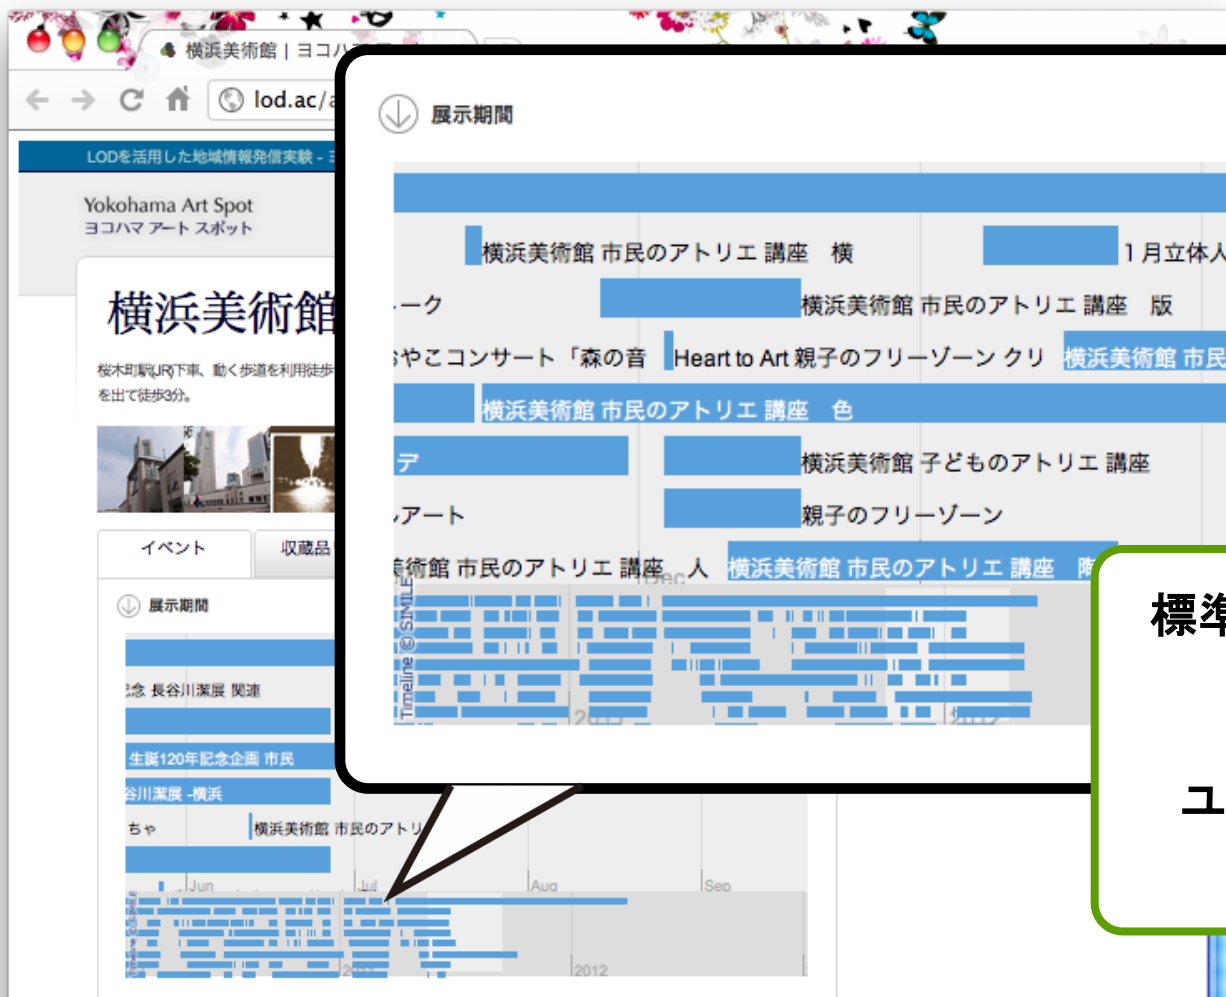 横浜美術館 | ヨコハマ
lod.ac/a
LODを活用した地域情報発信実験 - ヨ
Yokohama Art Spot
ヨコハマ アート スポット
横浜美術館
桜木町駅(JR)下車、動く歩道を利用徒歩
を出て徒歩3分。
イベント
収蔵品
展示期間
記念 長谷川潔展 関連
生誕120年記念企画 市民
谷川潔展 -横浜
ちゃ
横浜美術館 市民のアトリ
Jun
Jul
Aug
Sep
Timeline © SIMILE
2011
2012
展示期間
横浜美術館 市民のアトリエ 講座 横
1月立体人
ーク
横浜美術館 市民のアトリエ 講座 版
おやこコンサート「森の音
Heart to Art 親子のフリーゾーン クリ
横浜美術館 市民
横浜美術館 市民のアトリエ 講座 色
デ
横浜美術館 子どものアトリエ 講座
ルアート
親子のフリーゾーン
美術館 市民のアトリエ 講座 人
横浜美術館 市民のアトリエ 講座 陶
Dec
Timeline © SIMILE
2011
2012
標準
ユ